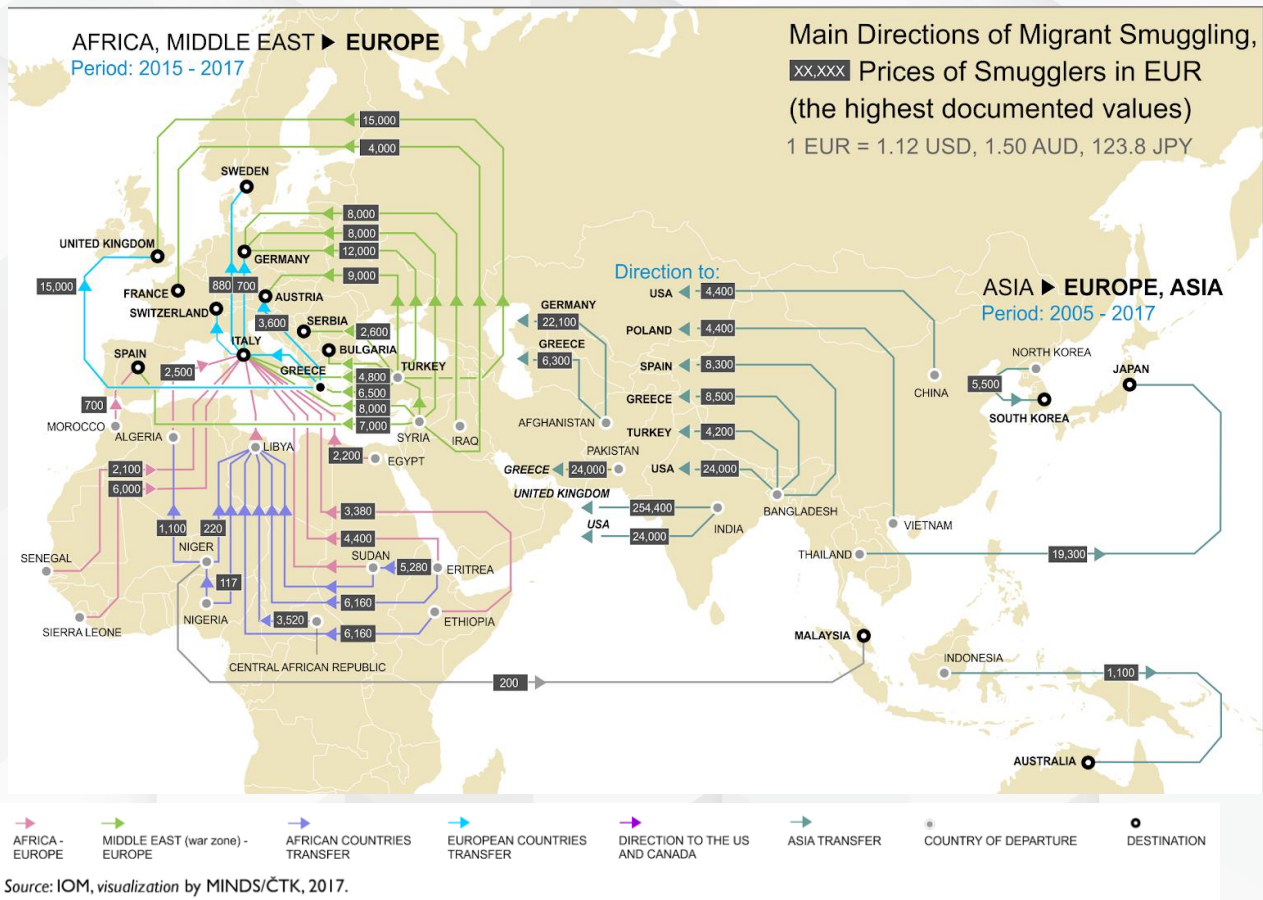 AFRICA, MIDDLE EAST ▶ EUROPE
Period: 2015 - 2017
Main Directions of Migrant Smuggling,
XX,XXX Prices of Smugglers in EUR
(the highest documented values)
1 EUR = 1.12 USD, 1.50 AUD, 123.8 JPY
15,000
4,000
SWEDEN
8,000
8,000
12,000
9,000
UNITED KINGDOM
GERMANY
15,000
880
700
FRANCE
AUSTRIA
SWITZERLAND
3,600
SERBIA
2,600
ITALY
BULGARIA
SPAIN
2,500
GREECE
TURKEY
4,800
6,500
8,000
7,000
700
MOROCCO
ALGERIA
LIBYA
SYRIA
IRAQ
2,200
EGYPT
2,100
6,000
3,380
1,100
220
4,400
NIGER
SUDAN
5,280
ERITREA
SENEGAL
117
6,160
NIGERIA
3,520
6,160
ETHIOPIA
SIERRA LEONE
CENTRAL AFRICAN REPUBLIC
200
Direction to:
GERMANY
22,100
GREECE
6,300
AFGHANISTAN
PAKISTAN
GREECE
24,000
UNITED KINGDOM
254,400
USA
24,000
INDIA
USA
4,400
POLAND
4,400
SPAIN
8,300
GREECE
8,500
TURKEY
4,200
USA
24,000
BANGLADESH
ASIA ▶ EUROPE, ASIA
Period: 2005 - 2017
NORTH KOREA
JAPAN
CHINA
5,500
SOUTH KOREA
VIETNAM
THAILAND
19,300
MALAYSIA
INDONESIA
1,100
AUSTRALIA
AFRICA -
EUROPE
MIDDLE EAST (war zone) -
EUROPE
AFRICAN COUNTRIES
TRANSFER
EUROPEAN COUNTRIES
TRANSFER
DIRECTION TO THE US
AND CANADA
ASIA TRANSFER
COUNTRY OF DEPARTURE
DESTINATION
Source: IOM, visualization by MINDS/ČTK, 2017.